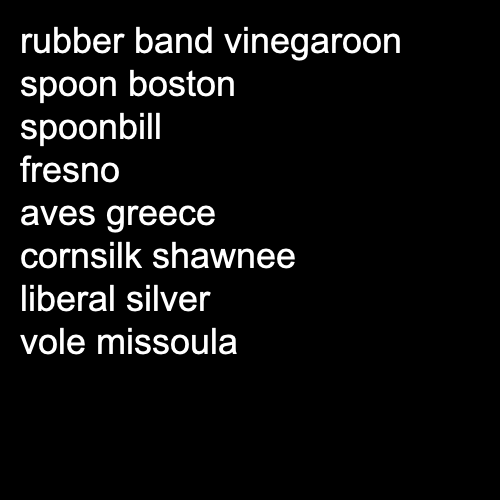 rubber band vinegaroon
spoon boston
spoonbill
fresno
aves greece
cornsilk shawnee
liberal silver
vole missoula